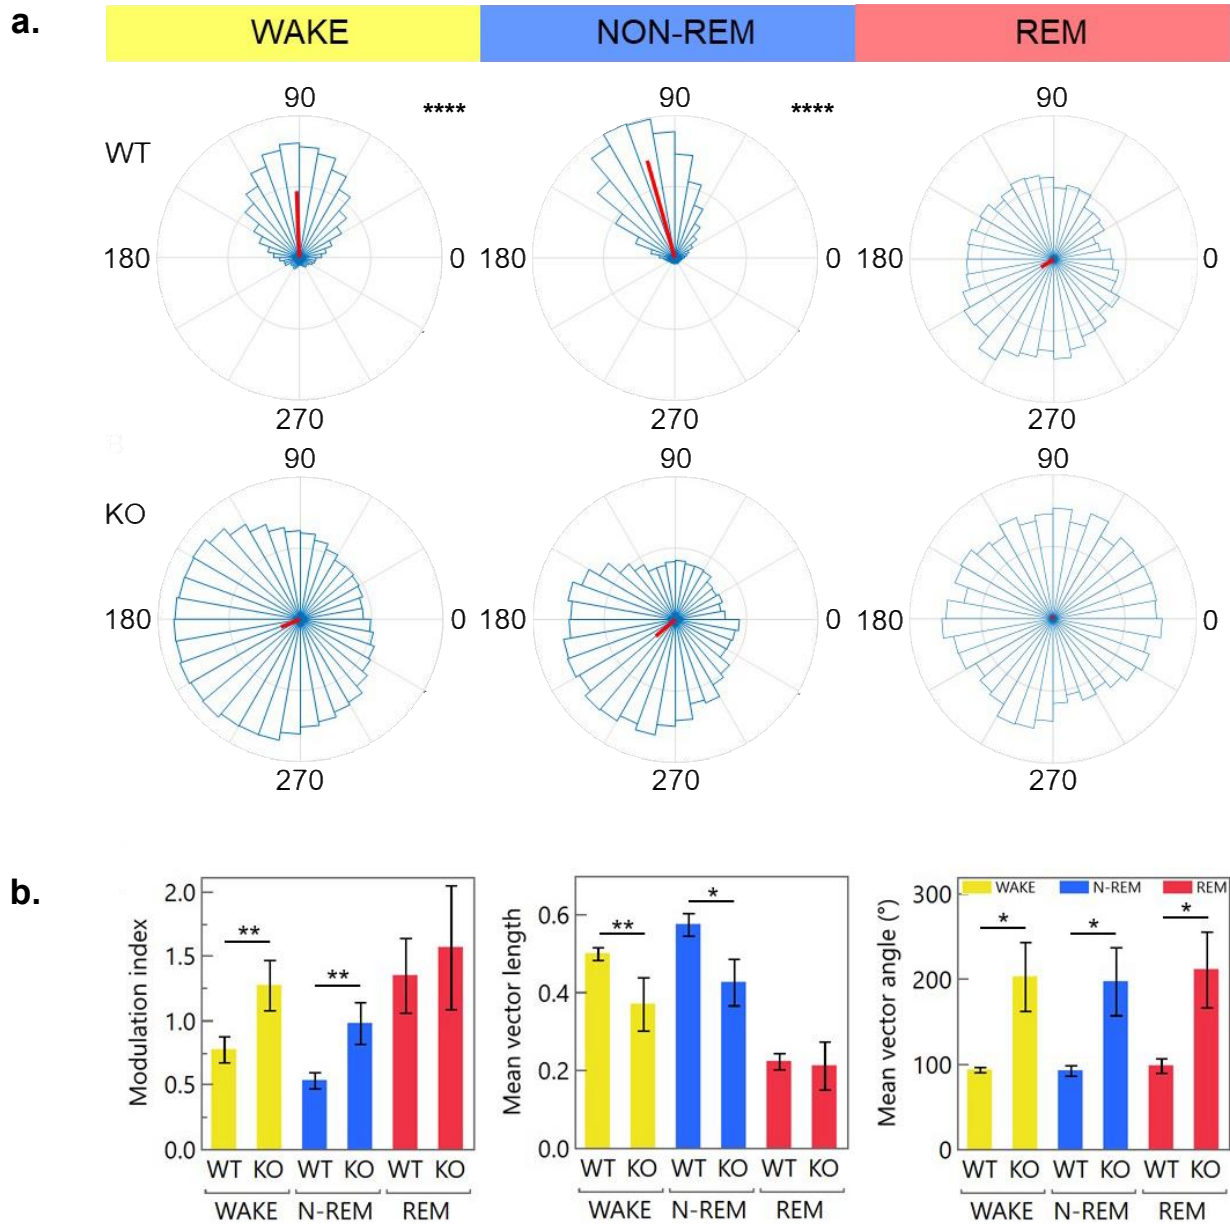 a.
WAKE NON-REM REM
90 **** 90 **** 90
WT
180 0 180 0 180 0
270 270 270
90 90 90
KO
180 0 180 0 180 0
270 270 270
b.
Modulation index
2.0
1.5
1.0
0.5
0.0
** **
WT KO WT KO WT KO
WAKE N-REM REM
Mean vector length
0.6
0.4
0.2
0.0
** *
WT KO WT KO WT KO
WAKE N-REM REM
Mean vector angle (°)
300
200
100
0
WAKE N-REM REM
* * *
WT KO WT KO WT KO
WAKE N-REM REM